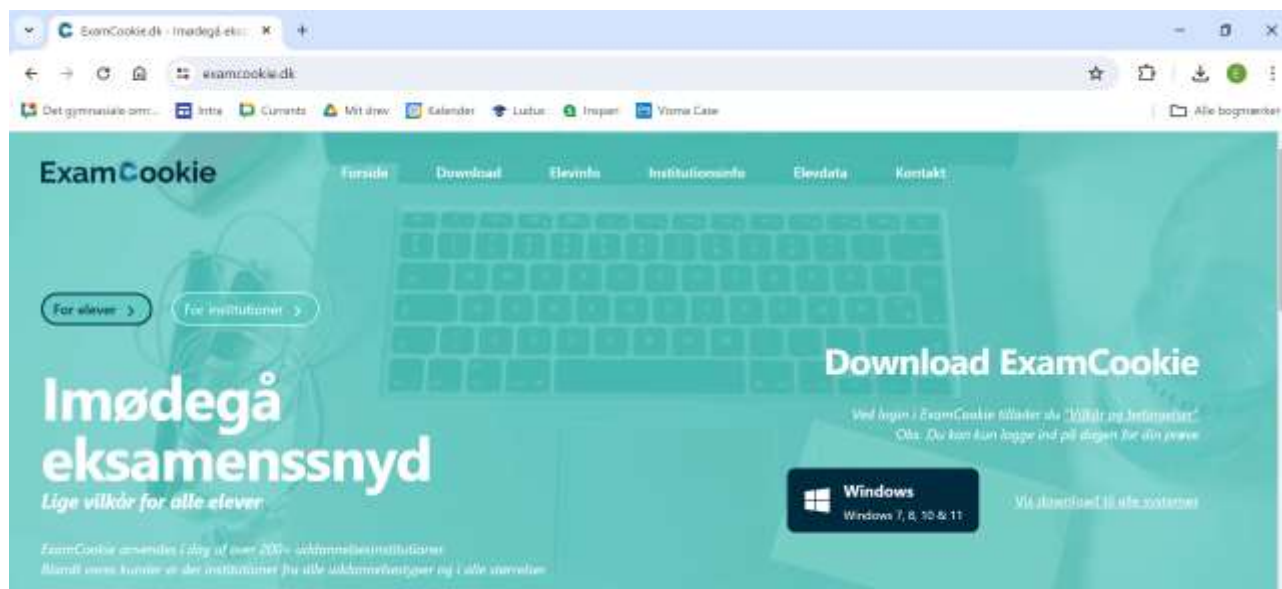 ExamCookie.dk - Imødegå eks
examcookie.dk
Det gymnasiale omr... Intra Currents Mit drev Kalender Ludus Inspari Visma Case Alle bogmærker
ExamCookie Forside Download Elevinfo Institutionsinfo Elevdata Kontakt
For elever For institutioner
Download ExamCookie
Ved login i ExamCookie tillader du "Vilkår og betingelser"
Obs. Du kan kun logge ind på dagen for din prøve
Imødegå
eksamenssnyd
Lige vilkår for alle elever
Windows
Windows 7, 8, 10 & 11
Vis download til alle systemer
ExamCookie anvendes i dag af over 200+ uddannelsesinstitutioner
Blandt vores kunder er der institutioner fra alle uddannelsestyper og i alle størrelser